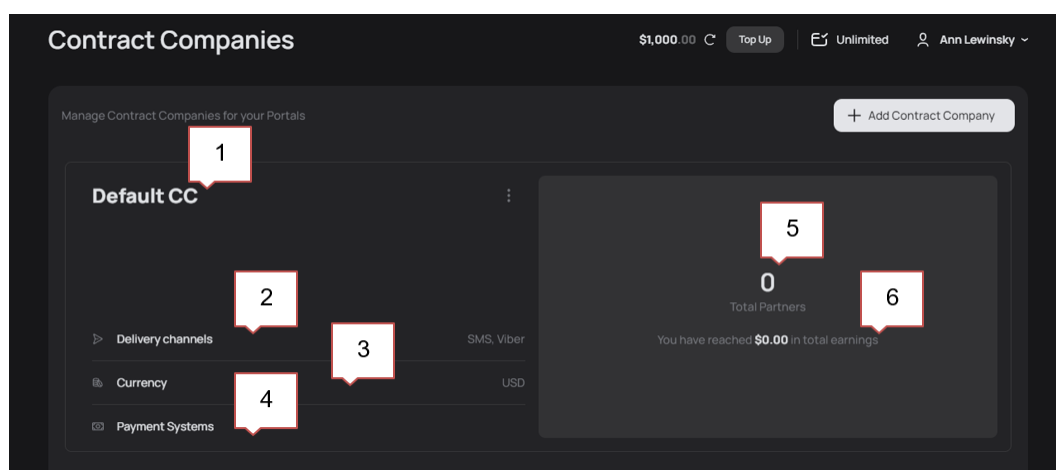 Contract Companies
$1,000.00 Top Up Unlimited Ann Lewinsky
Manage Contract Companies for your Portals
+ Add Contract Company
1
Default CC
2
Delivery channels SMS, Viber
3
Currency USD
4
Payment Systems
5
0
Total Partners
6
You have reached $0.00 in total earnings